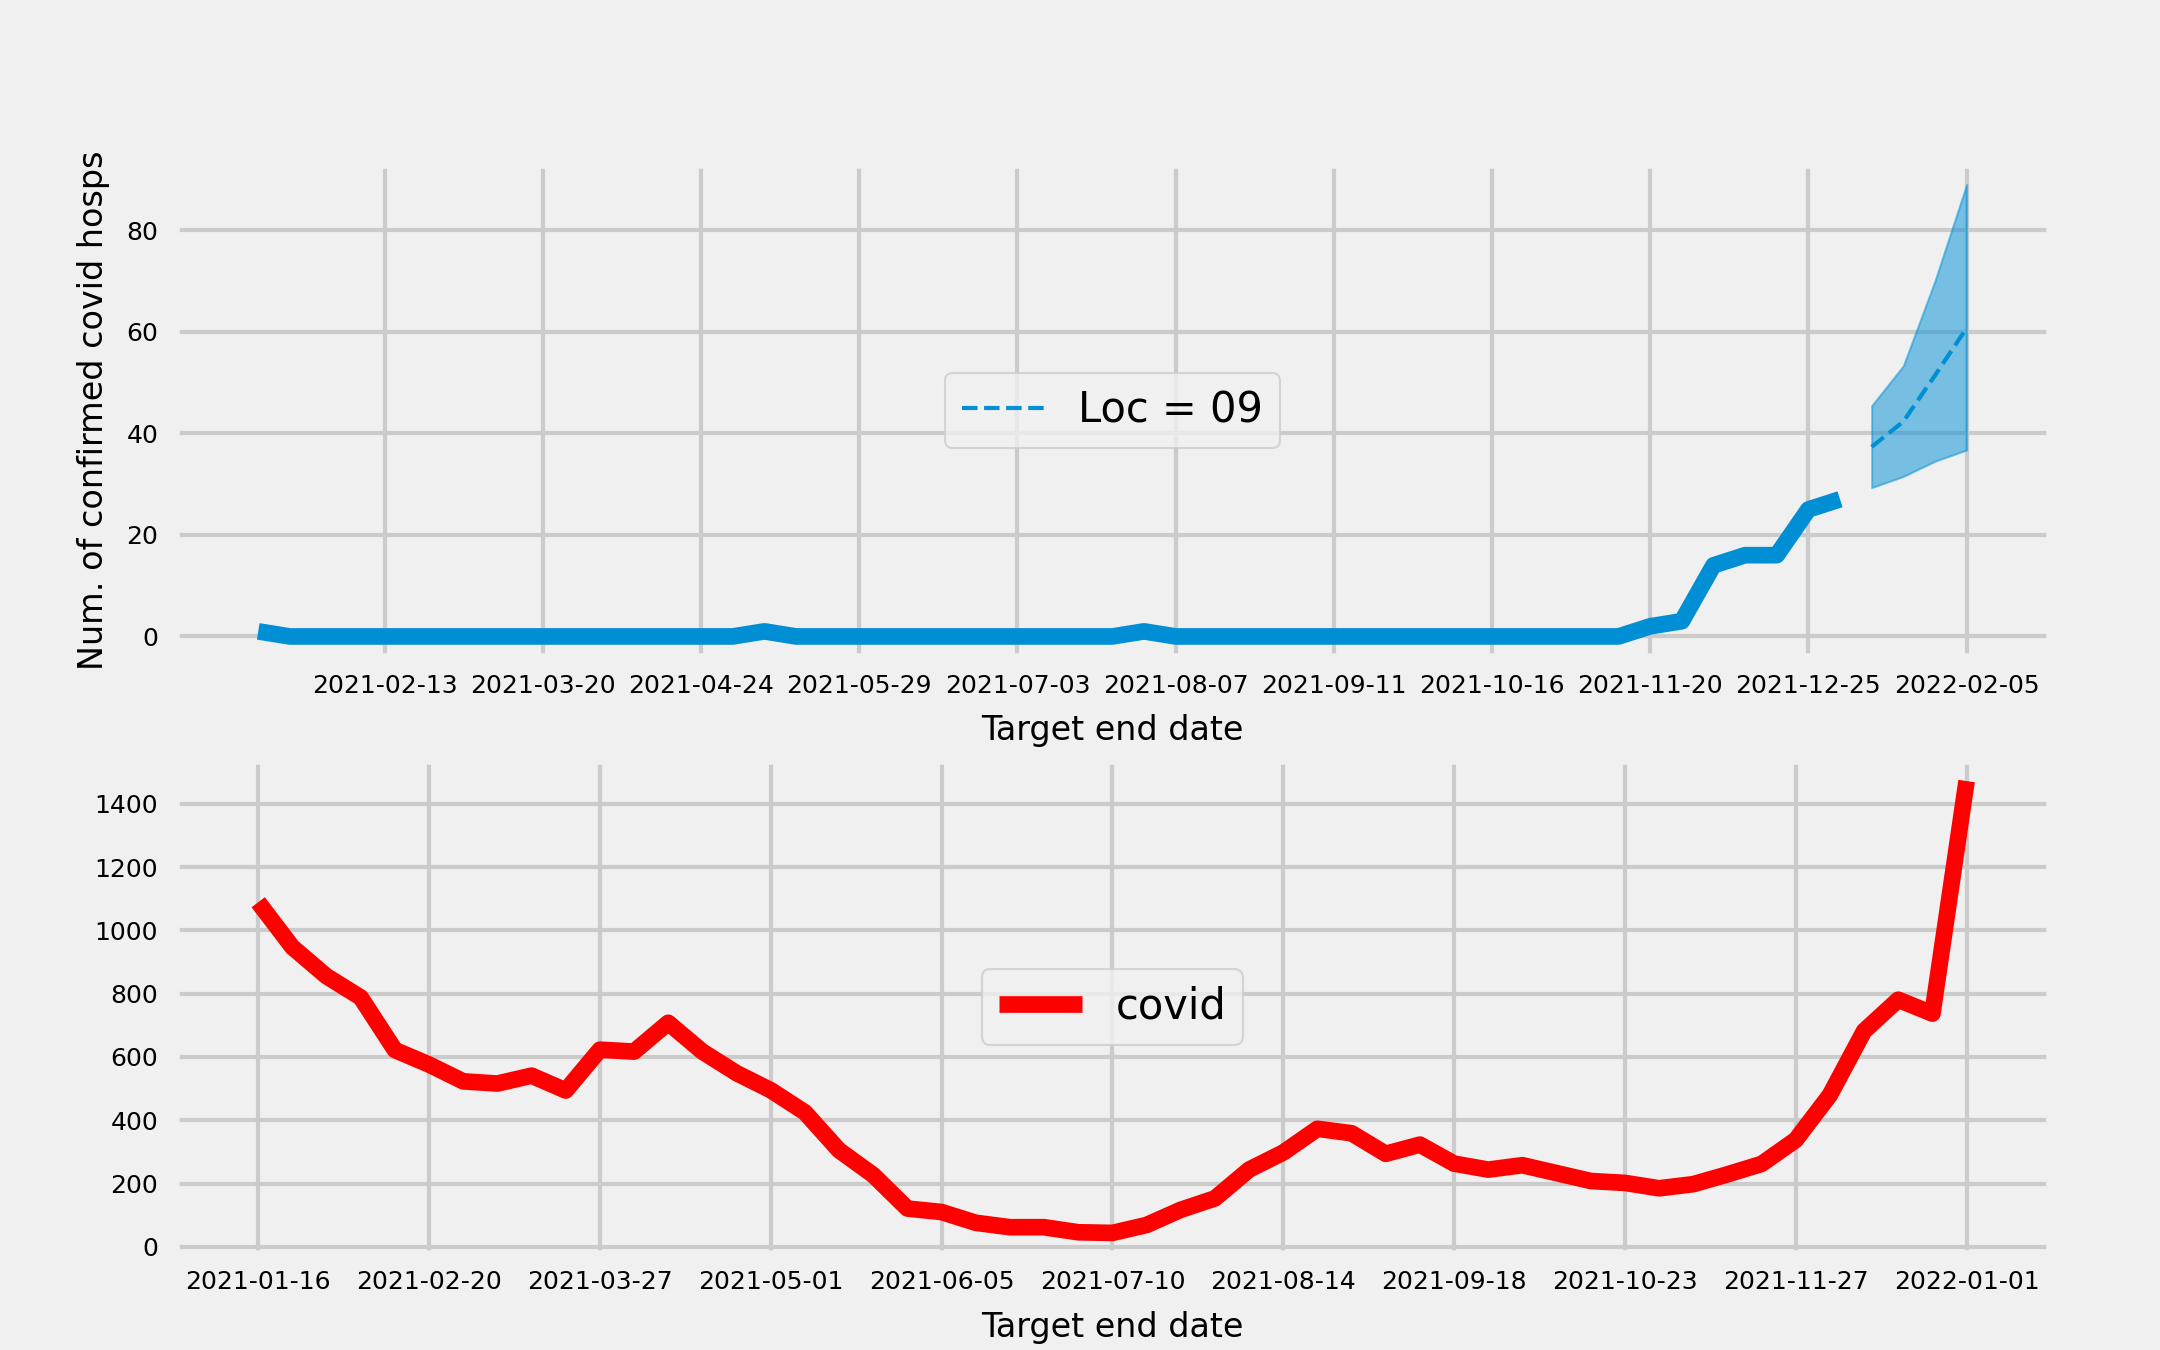 Num. of confirmed covid hosps
80
60
40
20
0
Loc = 09
2021-02-13 2021-03-20 2021-04-24 2021-05-29 2021-07-03 2021-08-07 2021-09-11 2021-10-16 2021-11-20 2021-12-25 2022-02-05
Target end date
1400
1200
1000
800
600
400
200
0
covid
2021-01-16 2021-02-20 2021-03-27 2021-05-01 2021-06-05 2021-07-10 2021-08-14 2021-09-18 2021-10-23 2021-11-27 2022-01-01
Target end date